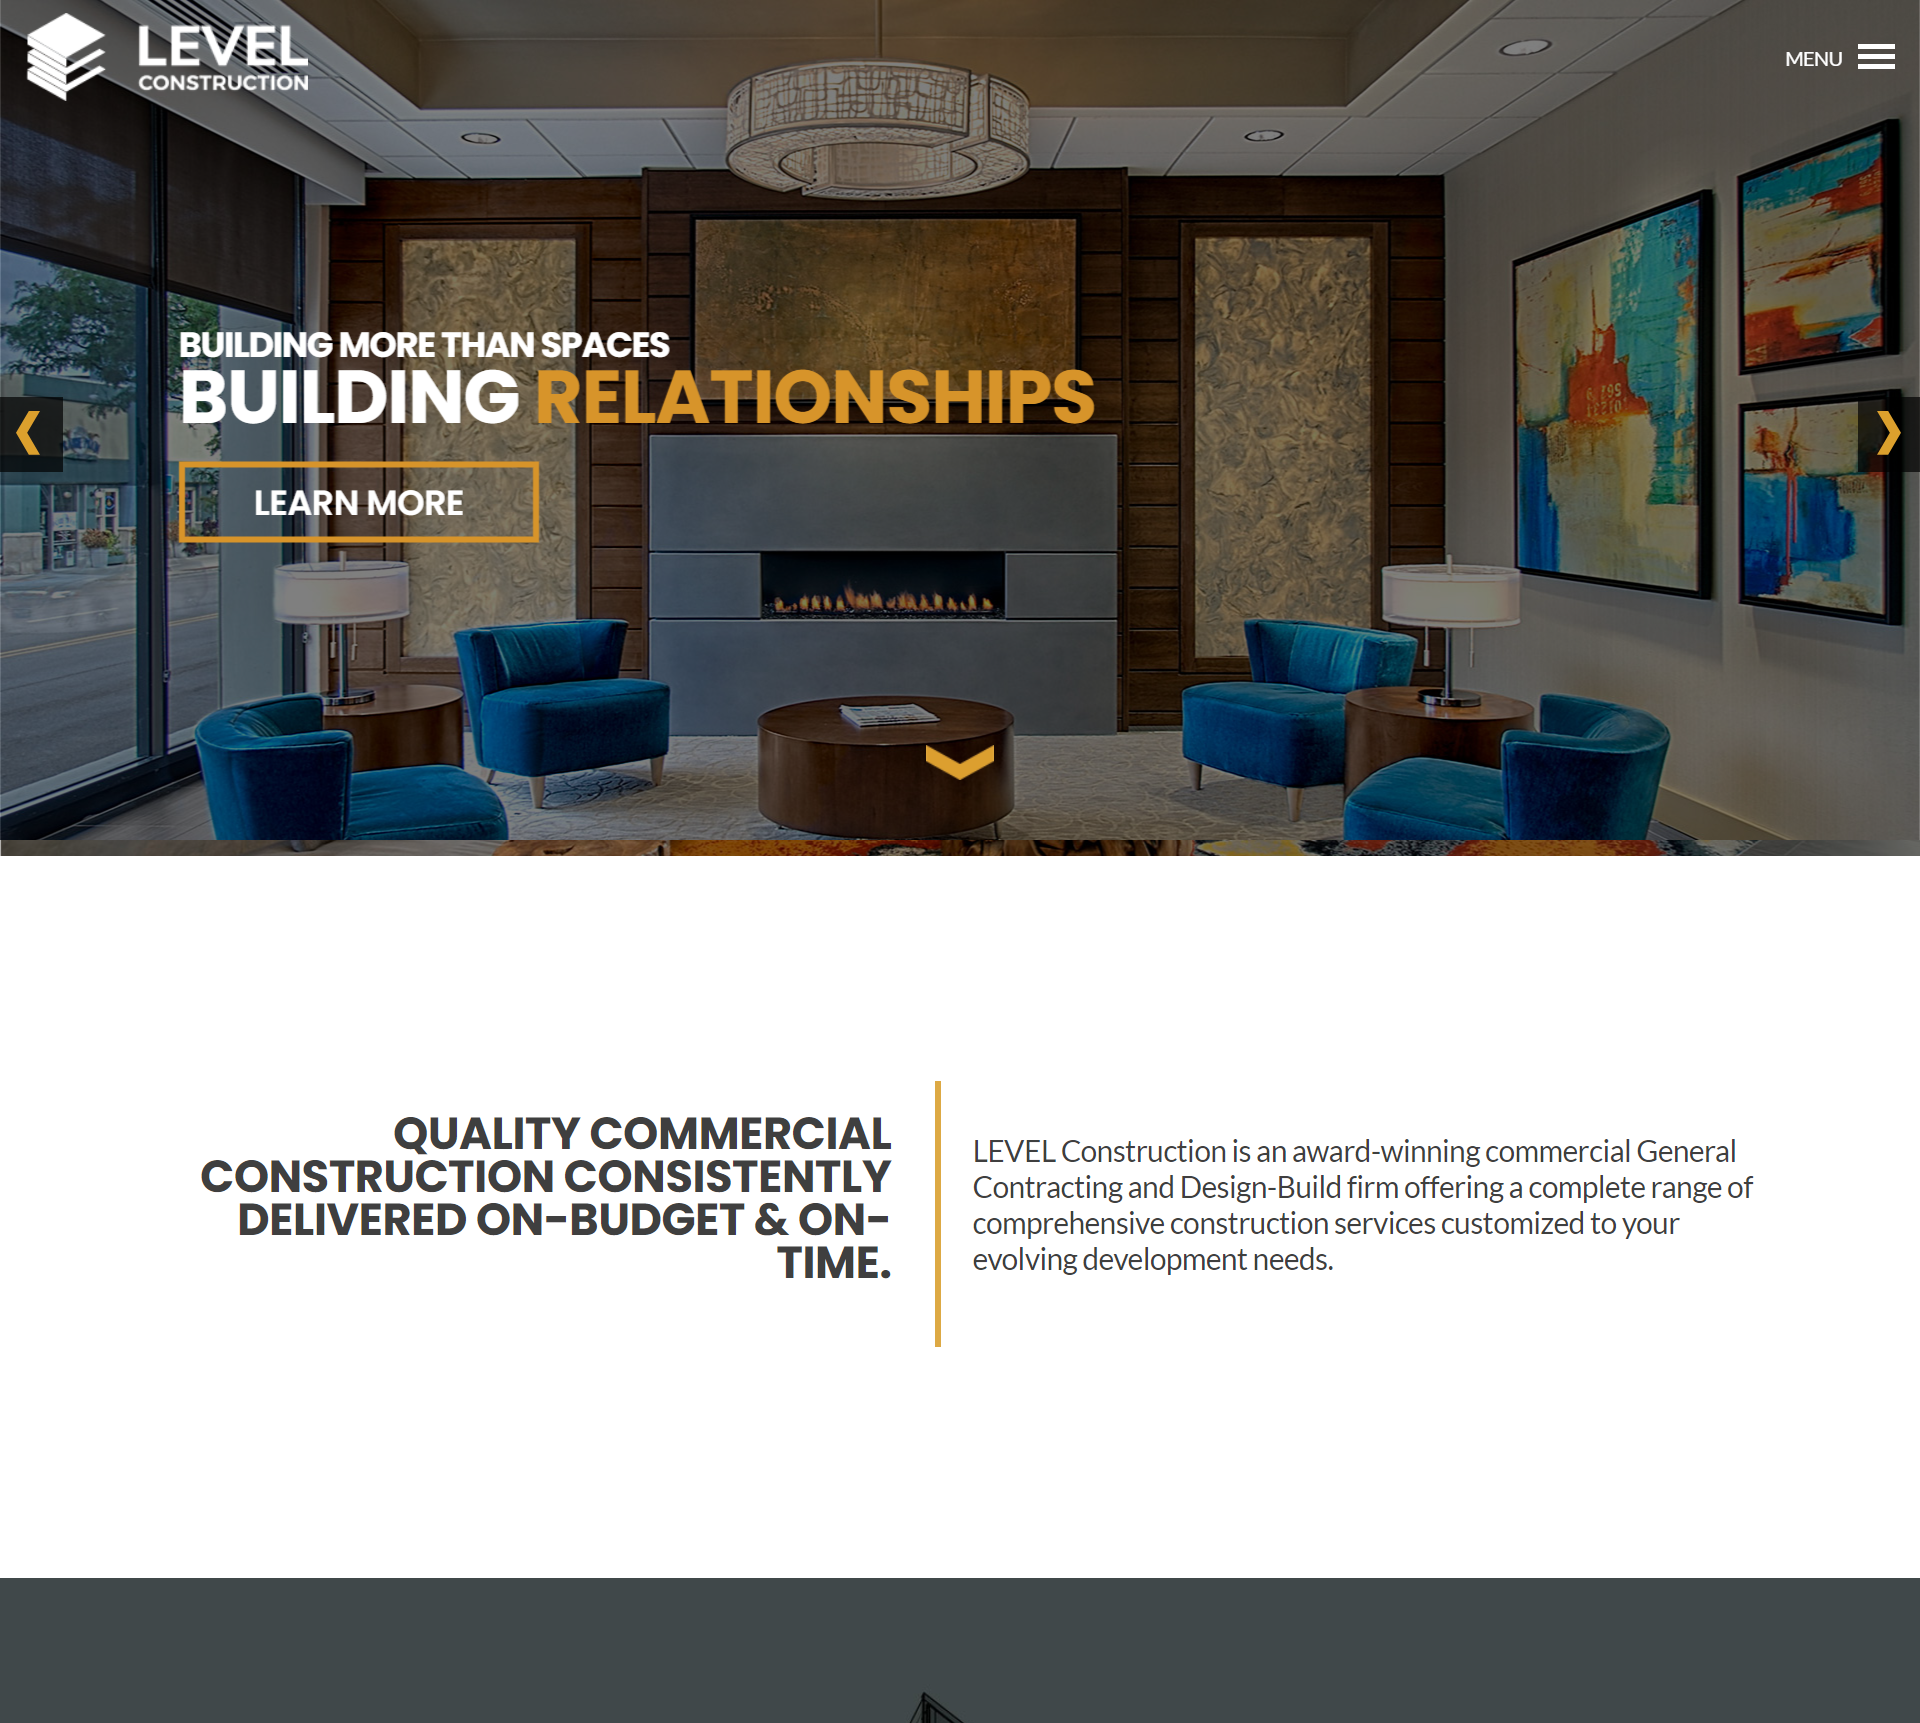 LEVEL
CONSTRUCTION
MENU
BUILDING MORE THAN SPACES
BUILDING RELATIONSHIPS
LEARN MORE
QUALITY COMMERCIAL
CONSTRUCTION CONSISTENTLY
DELIVERED ON-BUDGET & ON-
TIME.
LEVEL Construction is an award-winning commercial General
Contracting and Design-Build firm offering a complete range of
comprehensive construction services customized to your
evolving development needs.